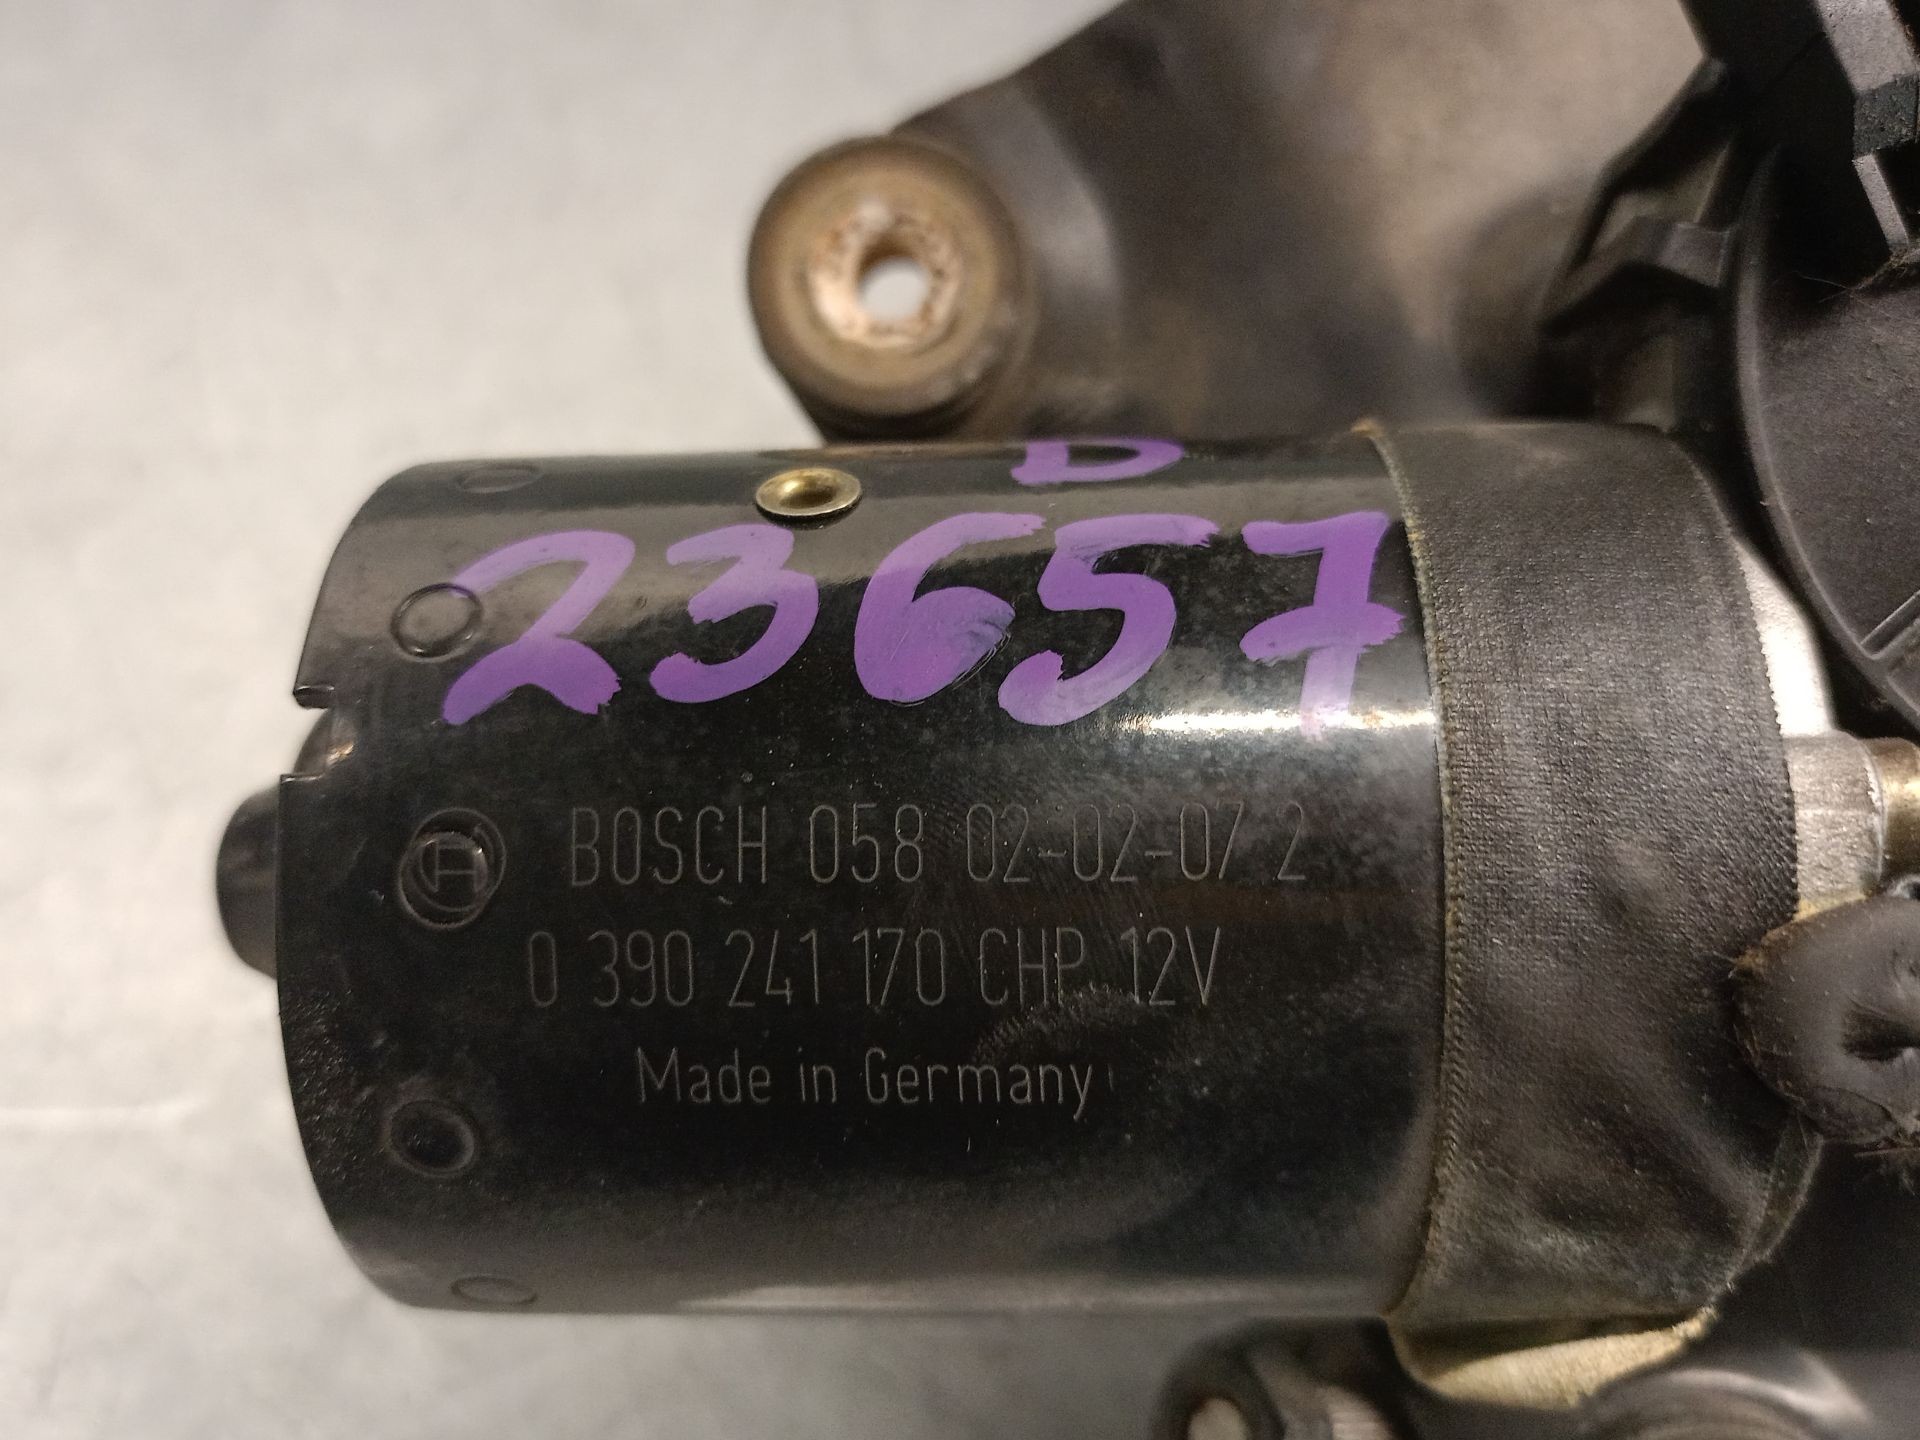 D
23657
BOSCH 058 02-02-07 2
0 390 241 170 CHP 12V
Made in Germany